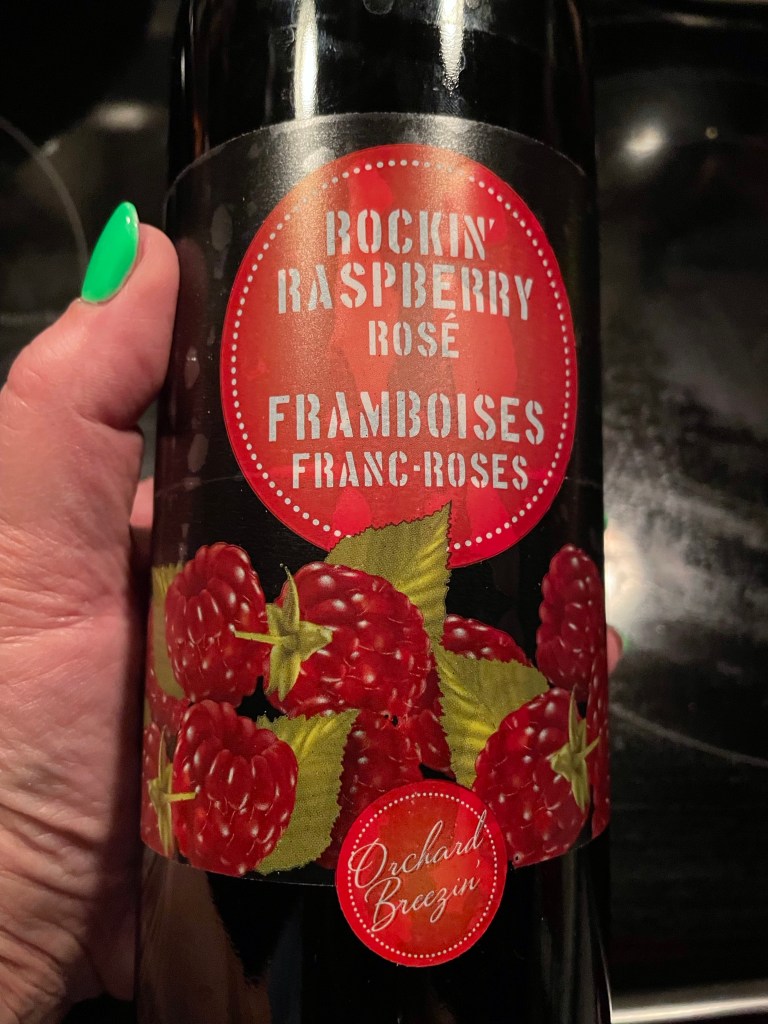 ROCKIN'
RASPBERRY
ROSÉ
FRAMBOISES
FRANC-ROSES
Orchard
Breezin'